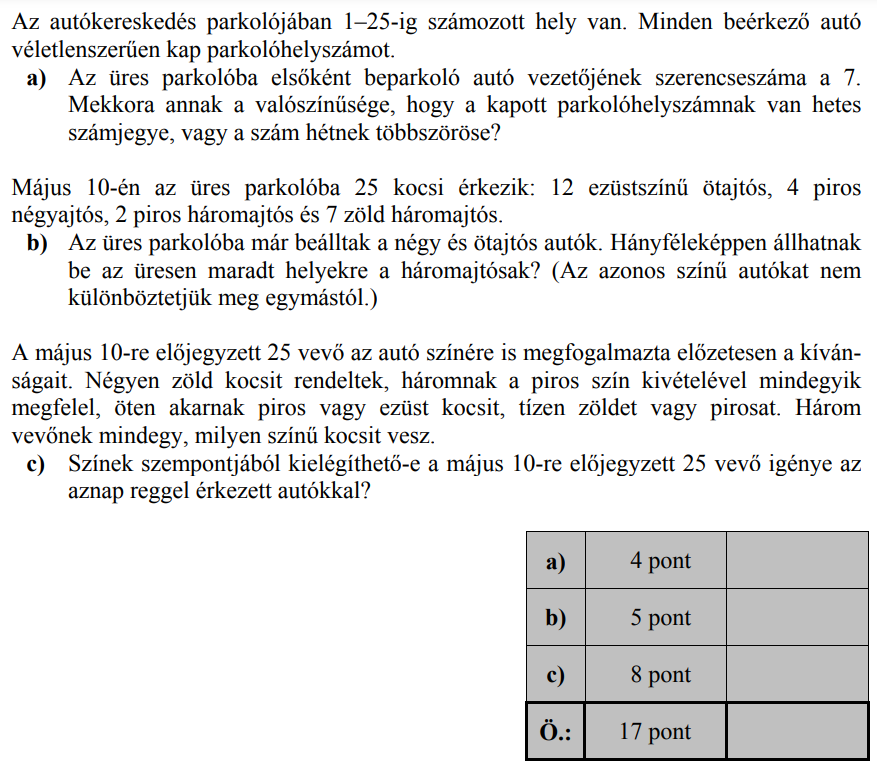 Az autókereskedés parkolójában 1–25-ig számozott hely van. Minden beérkező autó
véletlenszerűen kap parkolóhelyszámot.
a) Az üres parkolóba elsőként beparkoló autó vezetőjének szerencseszáma a 7.
Mekkora annak a valószínűsége, hogy a kapott parkolóhelyszámnak van hetes
számjegye, vagy a szám hétnek többszöröse?
Május 10-én az üres parkolóba 25 kocsi érkezik: 12 ezüstszínű ötajtós, 4 piros
négyajtós, 2 piros háromajtós és 7 zöld háromajtós.
b) Az üres parkolóba már beálltak a négy és ötajtós autók. Hányféleképpen állhatnak
be az üresen maradt helyekre a háromajtósak? (Az azonos színű autókat nem
különböztetjük meg egymástól.)
A május 10-re előjegyzett 25 vevő az autó színére is megfogalmazta előzetesen a kíván-
ságait. Négyen zöld kocsit rendeltek, háromnak a piros szín kivételével mindegyik
megfelel, öten akarnak piros vagy ezüst kocsit, tízen zöldet vagy pirosat. Három
vevőnek mindegy, milyen színű kocsit vesz.
c) Színek szempontjából kielégíthető-e a május 10-re előjegyzett 25 vevő igénye az
aznap reggel érkezett autókkal?
a) 4 pont
b) 5 pont
c) 8 pont
Ö.: 17 pont